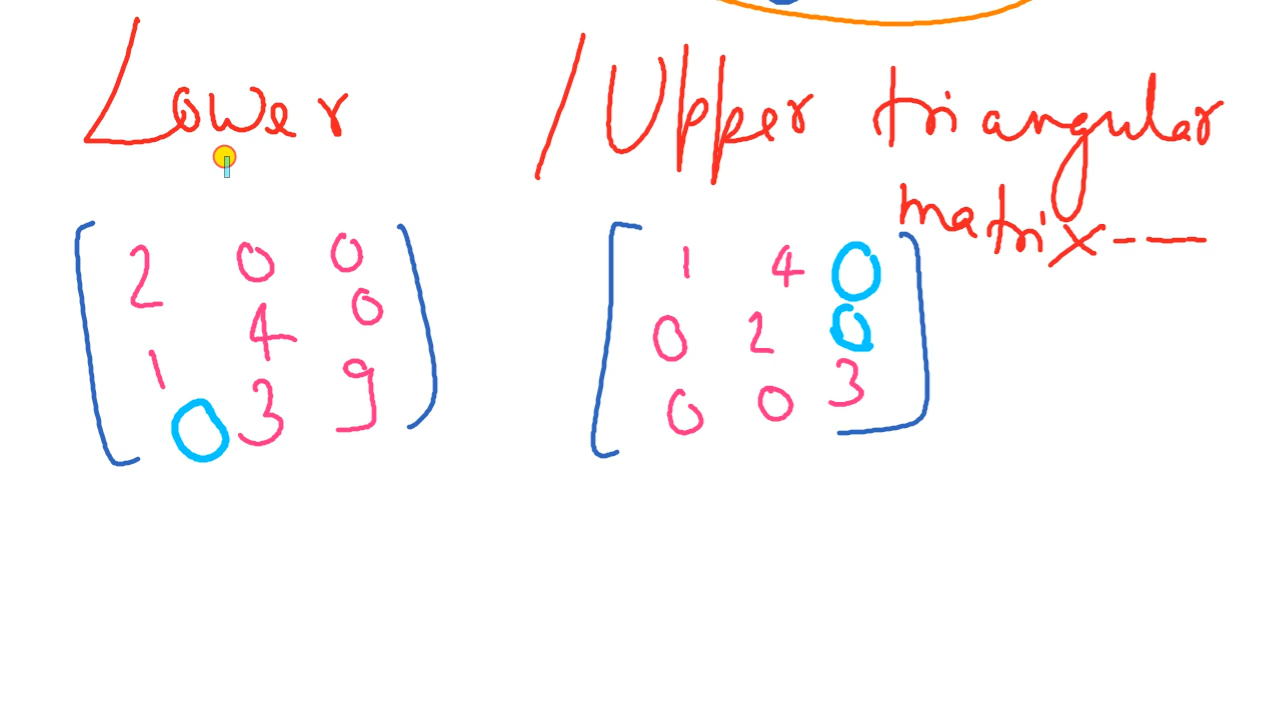 Lower / Upper triangular
matrix ----
2 0 0
1 4 0
0 3 9
1 4 0
0 2 0
0 0 3